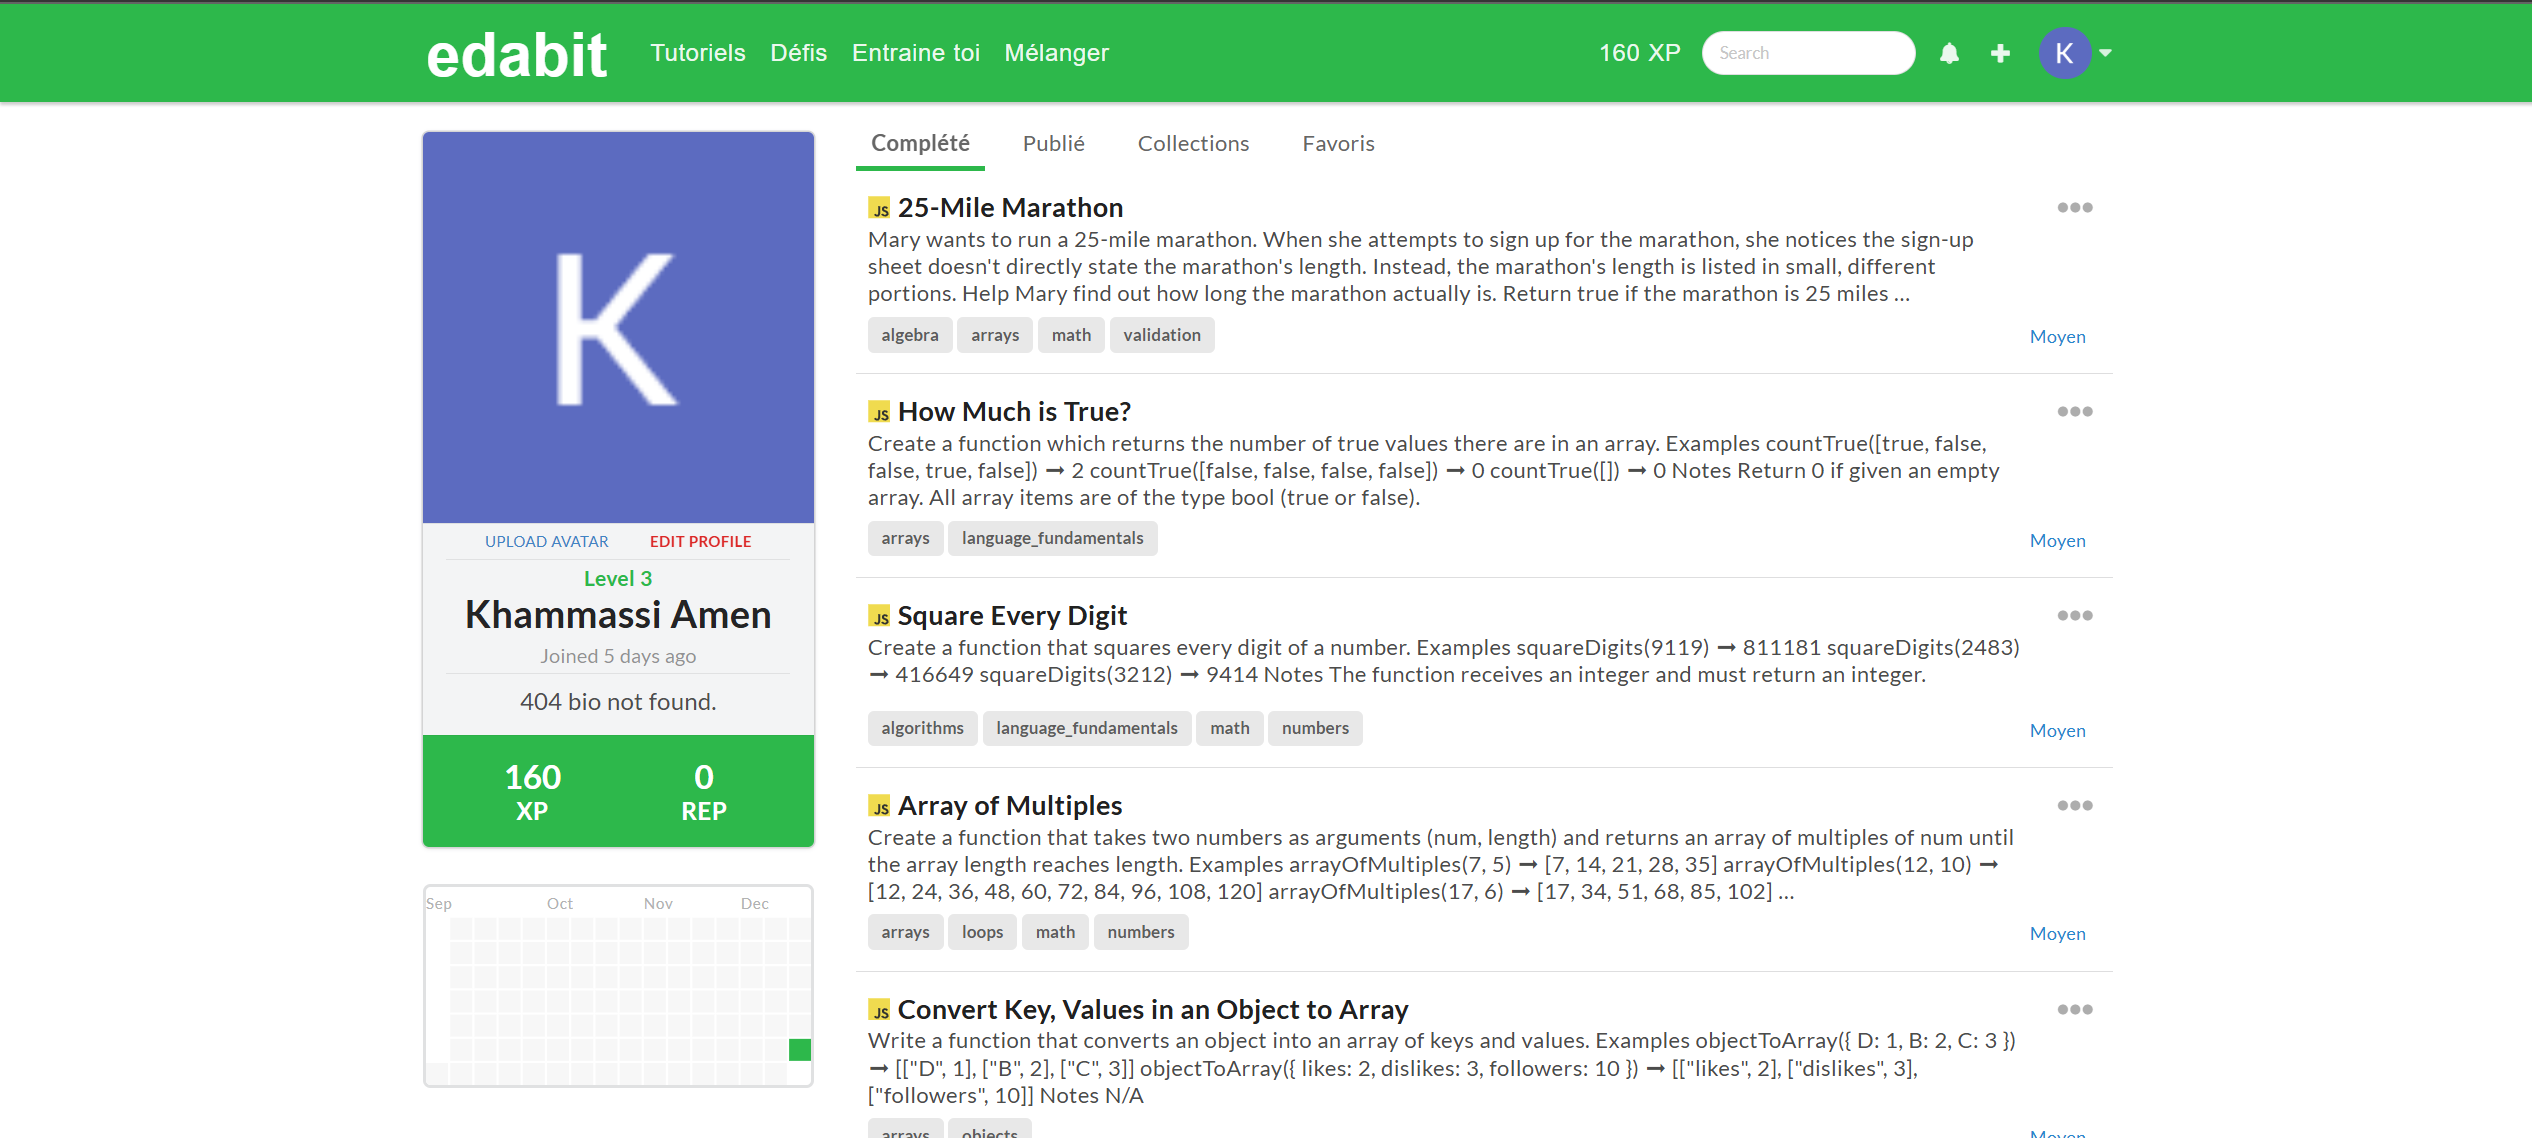 edabit
Tutoriels Défis Entraine toi Mélanger
160 XP
Search
K
K
UPLOAD AVATAR EDIT PROFILE
Level 3
Khammassi Amen
Joined 5 days ago
404 bio not found.
160 0
XP REP
Sep Oct Nov Dec
Complété Publié Collections Favoris
JS 25-Mile Marathon
Mary wants to run a 25-mile marathon. When she attempts to sign up for the marathon, she notices the sign-up
sheet doesn't directly state the marathon's length. Instead, the marathon's length is listed in small, different
portions. Help Mary find out how long the marathon actually is. Return true if the marathon is 25 miles ...
algebra arrays math validation
Moyen
JS How Much is True?
Create a function which returns the number of true values there are in an array. Examples countTrue([true, false,
false, true, false]) ➞ 2 countTrue([false, false, false, false]) ➞ 0 countTrue([]) ➞ 0 Notes Return 0 if given an empty
array. All array items are of the type bool (true or false).
arrays language_fundamentals
Moyen
JS Square Every Digit
Create a function that squares every digit of a number. Examples squareDigits(9119) ➞ 811181 squareDigits(2483)
➞ 416649 squareDigits(3212) ➞ 9414 Notes The function receives an integer and must return an integer.
algorithms language_fundamentals math numbers
Moyen
JS Array of Multiples
Create a function that takes two numbers as arguments (num, length) and returns an array of multiples of num until
the array length reaches length. Examples arrayOfMultiples(7, 5) ➞ [7, 14, 21, 28, 35] arrayOfMultiples(12, 10) ➞
[12, 24, 36, 48, 60, 72, 84, 96, 108, 120] arrayOfMultiples(17, 6) ➞ [17, 34, 51, 68, 85, 102] ...
arrays loops math numbers
Moyen
JS Convert Key, Values in an Object to Array
Write a function that converts an object into an array of keys and values. Examples objectToArray({ D: 1, B: 2, C: 3 })
➞ [["D", 1], ["B", 2], ["C", 3]] objectToArray({ likes: 2, dislikes: 3, followers: 10 }) ➞ [["likes", 2], ["dislikes", 3],
["followers", 10]] Notes N/A
arrays objects
Moyen